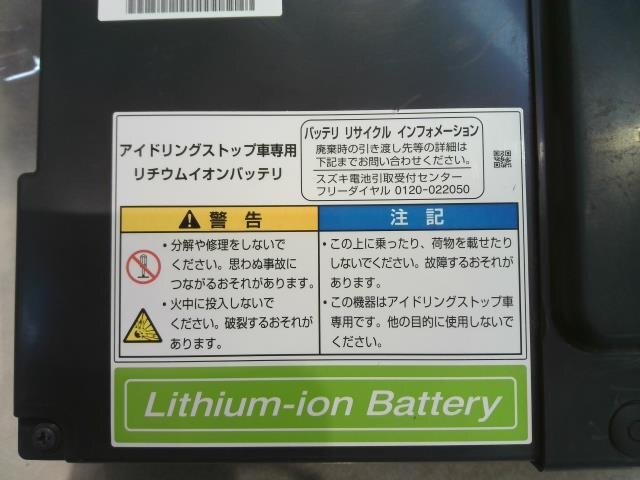 アイドリングストップ車専用
リチウムイオンバッテリ
バッテリ リサイクル インフォメーション
廃棄時の引き渡し先等の詳細は
下記までお問い合わせください。
スズキ電池引取受付センター
フリーダイヤル 0120-022050
警告
・分解や修理をしないで
ください。思わぬ事故に
つながるおそれがあります。
・火中に投入しないで
ください。破裂するおそれが
あります。
注記
・この上に乗ったり、荷物を載せたり
しないでください。故障するおそれが
あります。
・この機器はアイドリングストップ車
専用です。他の目的に使用しないで
ください。
Lithium-ion Battery